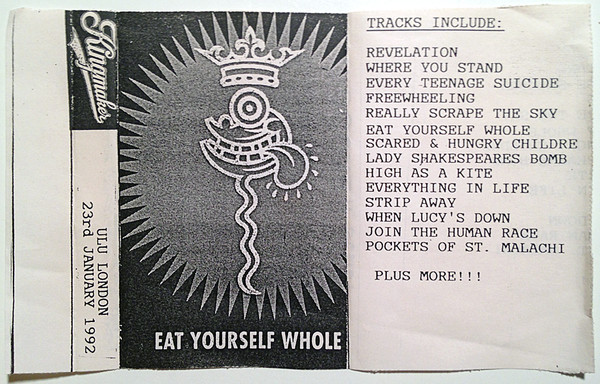 Kingmaker
ULU LONDON
23rd JANUARY 1992
EAT YOURSELF WHOLE
TRACKS INCLUDE:
REVELATION
WHERE YOU STAND
EVERY TEENAGE SUICIDE
FREEWHEELING
REALLY SCRAPE THE SKY
EAT YOURSELF WHOLE
SCARED & HUNGRY CHILDRE
LADY SHAKESPEARES BOMB
HIGH AS A KITE
EVERYTHING IN LIFE
STRIP AWAY
WHEN LUCY'S DOWN
JOIN THE HUMAN RACE
POCKETS OF ST. MALACHI
PLUS MORE!!!